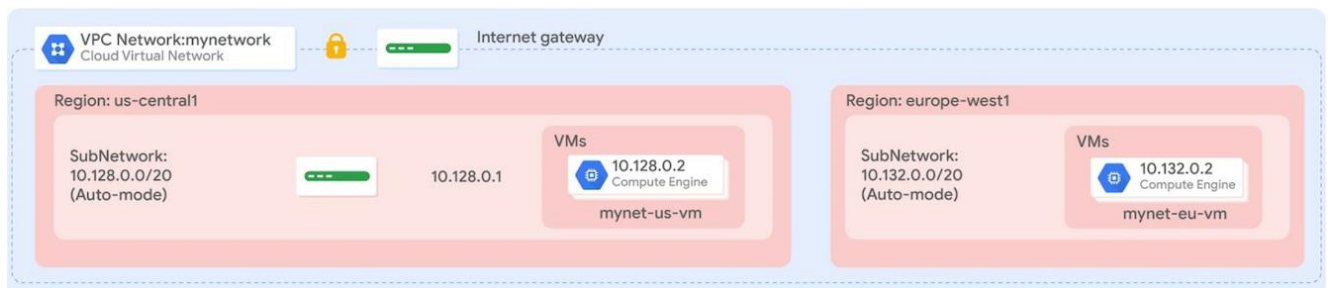 VPC Network:mynetwork
Cloud Virtual Network
Internet gateway
Region: us-central1
SubNetwork:
10.128.0.0/20
(Auto-mode)
10.128.0.1
VMs
10.128.0.2
Compute Engine
mynet-us-vm
Region: europe-west1
SubNetwork:
10.132.0.0/20
(Auto-mode)
VMs
10.132.0.2
Compute Engine
mynet-eu-vm